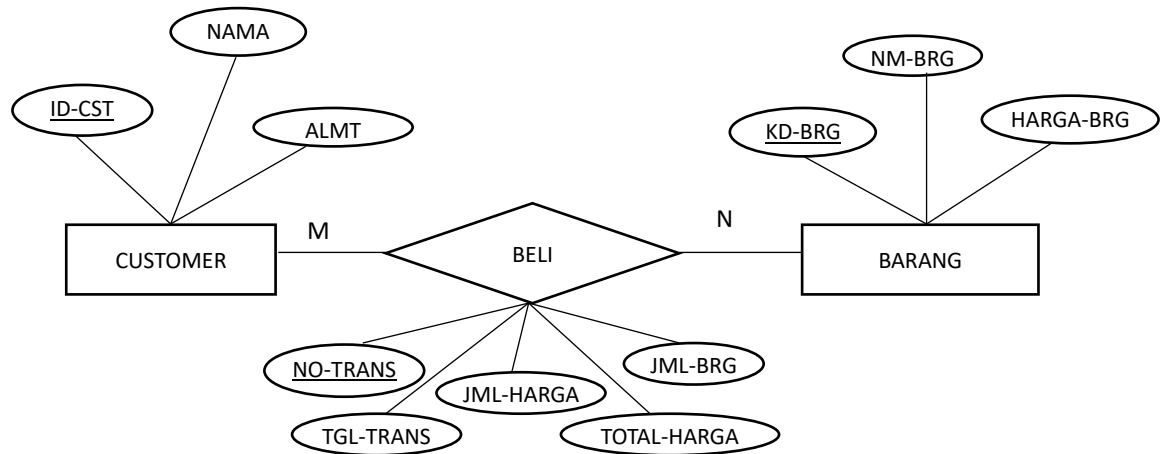 NAMA
ID-CST
ALMT
NM-BRG
KD-BRG
HARGA-BRG
CUSTOMER
M
BELI
N
BARANG
NO-TRANS
TGL-TRANS
JML-HARGA
JML-BRG
TOTAL-HARGA